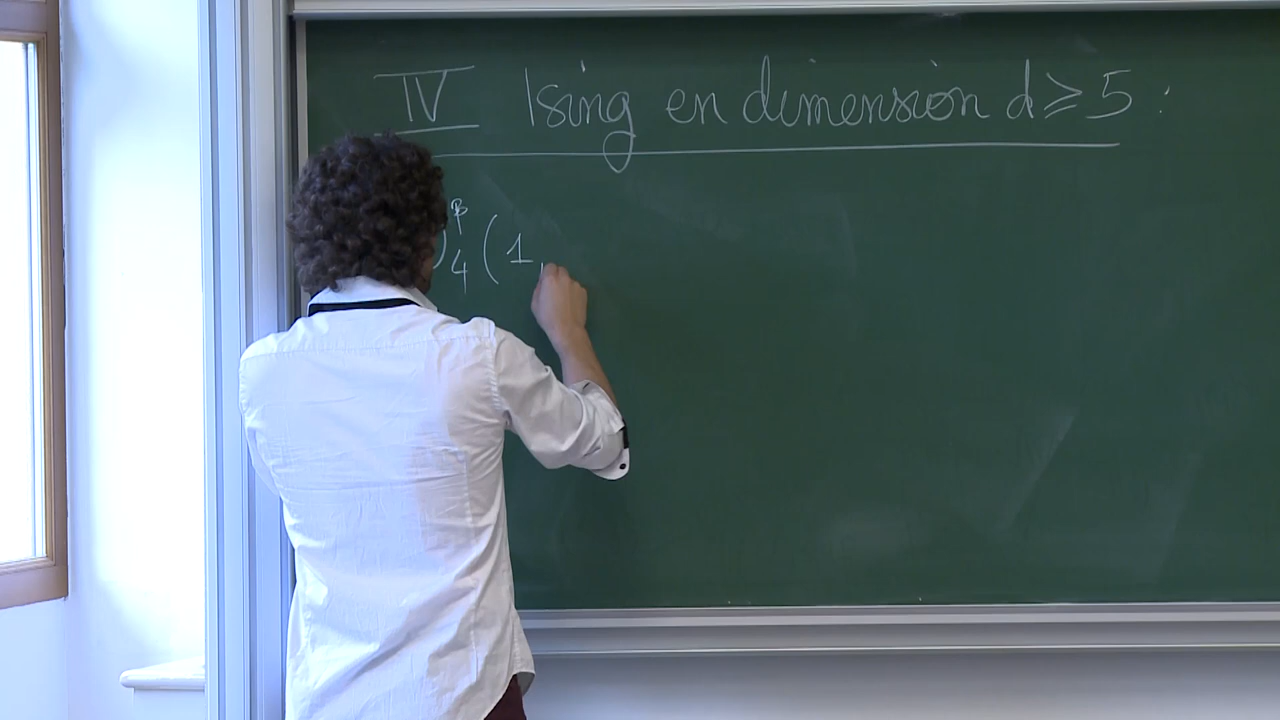 IV Ising en dimension d ≥ 5 :
)₄^β (1,